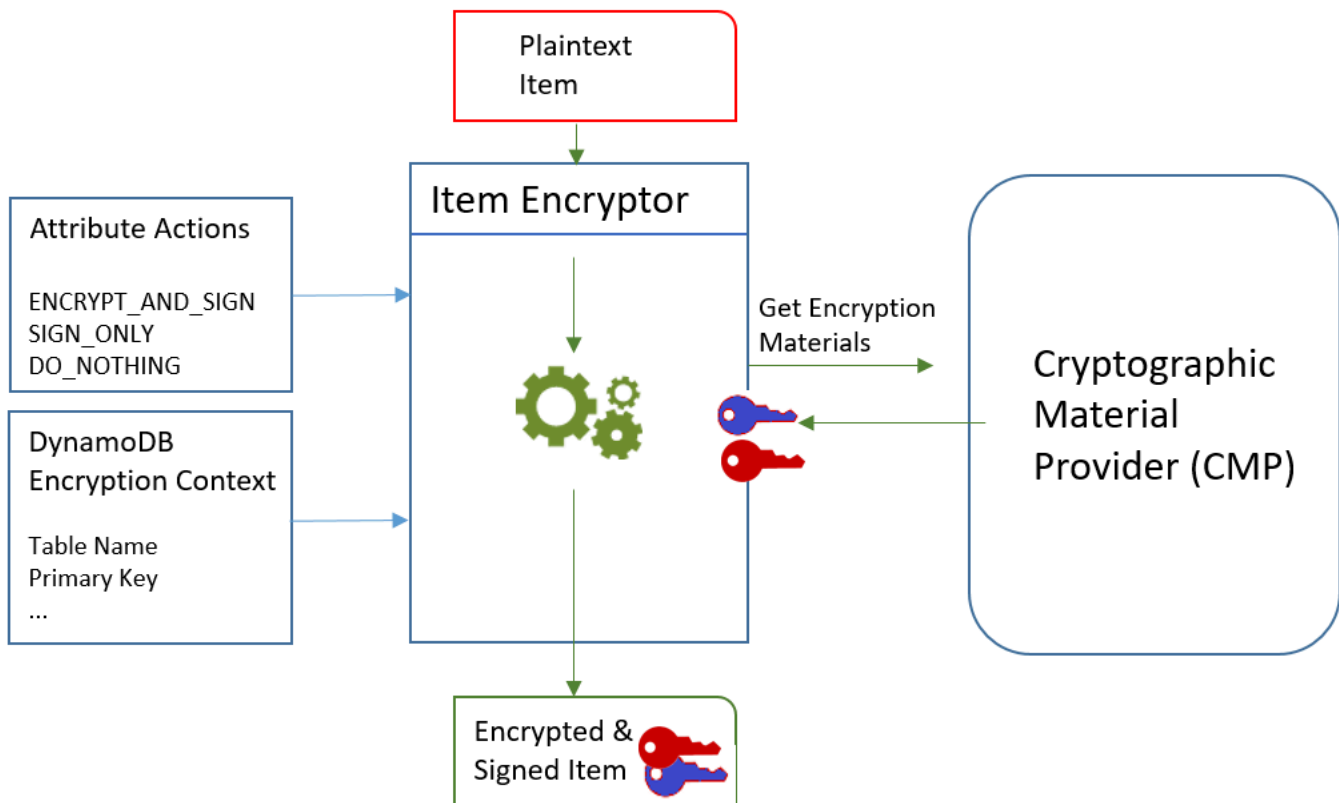 Plaintext
Item
Item Encryptor
Attribute Actions
ENCRYPT_AND_SIGN
SIGN_ONLY
DO_NOTHING
DynamoDB
Encryption Context
Table Name
Primary Key
...
Get Encryption
Materials
Cryptographic
Material
Provider (CMP)
Encrypted &
Signed Item